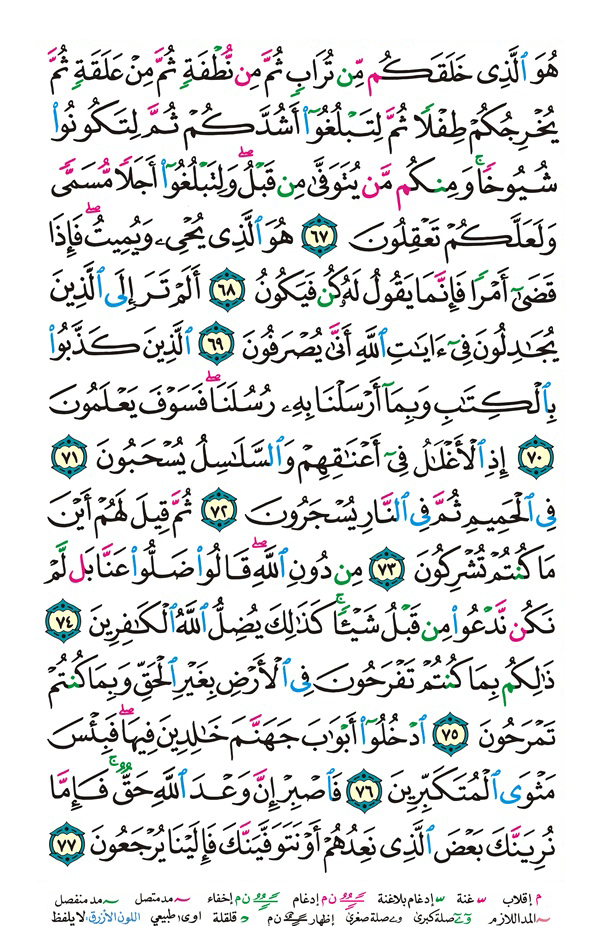 هُوَ ٱلَّذِى خَلَقَكُم مِّن تُرَابٍ ثُمَّ مِن نُّطْفَةٍ ثُمَّ مِنْ عَلَقَةٍ ثُمَّ
يُخْرِجُكُمْ طِفْلًا ثُمَّ لِتَبْلُغُوٓا۟ أَشُدَّكُمْ ثُمَّ لِتَكُونُوا۟
شُيُوخًا ۚ وَمِنكُم مَّن يُتَوَفَّىٰ مِن قَبْلُ ۖ وَلِتَبْلُغُوٓا۟ أَجَلًا مُّسَمًّى
وَلَعَلَّكُمْ تَعْقِلُونَ ٦٧ هُوَ ٱلَّذِى يُحْىِۦ وَيُمِيتُ ۖ فَإِذَا
قَضَىٰٓ أَمْرًا فَإِنَّمَا يَقُولُ لَهُۥ كُن فَيَكُونُ ٦٨ أَلَمْ تَرَ إِلَى ٱلَّذِينَ
يُجَٰدِلُونَ فِىٓ ءَايَٰتِ ٱللَّهِ أَنَّىٰ يُصْرَفُونَ ٦٩ ٱلَّذِينَ كَذَّبُوا۟
بِٱلْكِتَٰبِ وَبِمَآ أَرْسَلْنَا بِهِۦ رُسُلَنَا ۖ فَسَوْفَ يَعْلَمُونَ
٧٠ إِذِ ٱلْأَغْلَٰلُ فِىٓ أَعْنَٰقِهِمْ وَٱلسَّلَٰسِلُ يُسْحَبُونَ ٧١
فِى ٱلْحَمِيمِ ثُمَّ فِى ٱلنَّارِ يُسْجَرُونَ ٧٢ ثُمَّ قِيلَ لَهُمْ أَيْنَ
مَا كُنتُمْ تُشْرِكُونَ ٧٣ مِن دُونِ ٱللَّهِ ۖ قَالُوا۟ ضَلُّوا۟ عَنَّا بَل لَّمْ
نَكُن نَّدْعُوا۟ مِن قَبْلُ شَيْـًٔا ۚ كَذَٰلِكَ يُضِلُّ ٱللَّهُ ٱلْكَٰفِرِينَ ٧٤
ذَٰلِكُم بِمَا كُنتُمْ تَفْرَحُونَ فِى ٱلْأَرْضِ بِغَيْرِ ٱلْحَقِّ وَبِمَا كُنتُمْ
تَمْرَحُونَ ٧٥ ٱدْخُلُوٓا۟ أَبْوَٰبَ جَهَنَّمَ خَٰلِدِينَ فِيهَا ۖ فَبِئْسَ
مَثْوَى ٱلْمُتَكَبِّرِينَ ٧٦ فَٱصْبِرْ إِنَّ وَعْدَ ٱللَّهِ حَقٌّ ۚ فَإِمَّا
نُرِيَنَّكَ بَعْضَ ٱلَّذِى نَعِدُهُمْ أَوْ نَتَوَفَّيَنَّكَ فَإِلَيْنَا يُرْجَعُونَ ٧٧
م إقلاب غنة إدغام بلاغنة ن م إدغام ن م إخفاء مد متصل مد منفصل
المد اللازم صلة كبرى صلة صغرى إظهار ن م قلقلة اوى: طبيعي اللون الأزرق: لا يلفظ